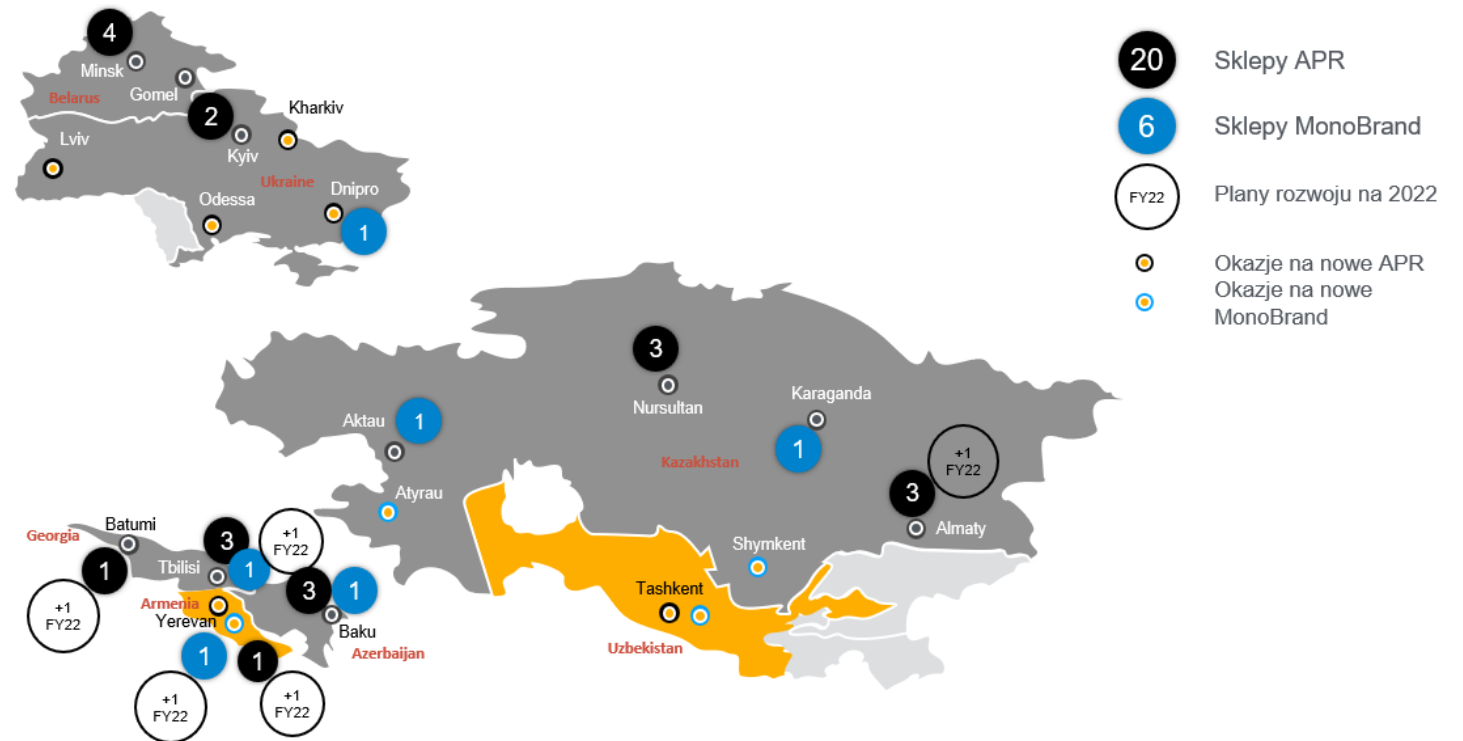 4
Minsk
Gomel
Belarus
2
Kharkiv
Lviv
Kyiv
Ukraine
Dnipro
Odessa
1
20 Sklepy APR
6 Sklepy MonoBrand
FY22 Plany rozwoju na 2022
Okazje na nowe APR
Okazje na nowe
MonoBrand
3
Nursultan
Karaganda
1
Aktau
1
Kazakhstan
+1
FY22
3
Almaty
Atyrau
Shymkent
Tashkent
Uzbekistan
Georgia
Batumi
1
+1
FY22
Tbilisi
3
1
+1
FY22
3
1
Baku
Azerbaijan
Armenia
Yerevan
1
1
+1
FY22
+1
FY22